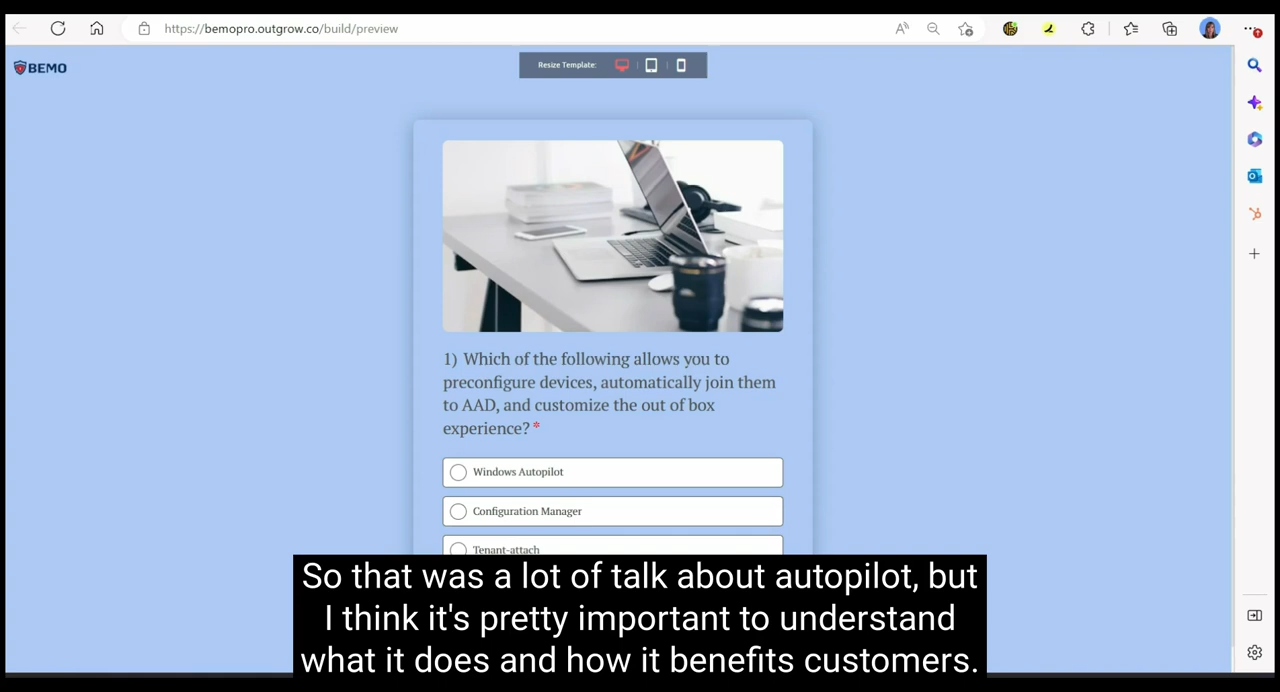 https://bemopro.outgrow.co/build/preview
BEMO
Resize Template:
1) Which of the following allows you to
preconfigure devices, automatically join them
to AAD, and customize the out of box
experience? *
Windows Autopilot
Configuration Manager
Tenant-attach
So that was a lot of talk about autopilot, but
I think it's pretty important to understand
what it does and how it benefits customers.